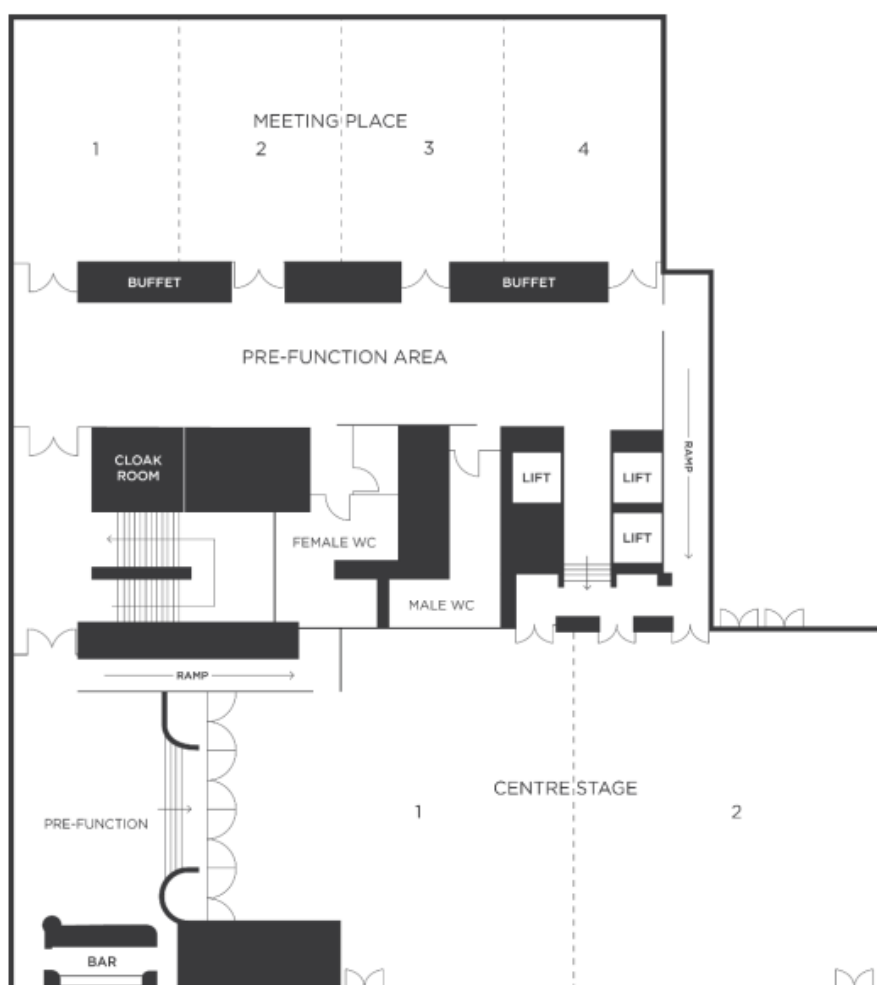 MEETING PLACE
1
2
3
4
BUFFET
BUFFET
PRE-FUNCTION AREA
CLOAK
ROOM
LIFT
LIFT
RAMP
LIFT
FEMALE WC
MALE WC
RAMP
CENTRE STAGE
1
2
PRE-FUNCTION
BAR